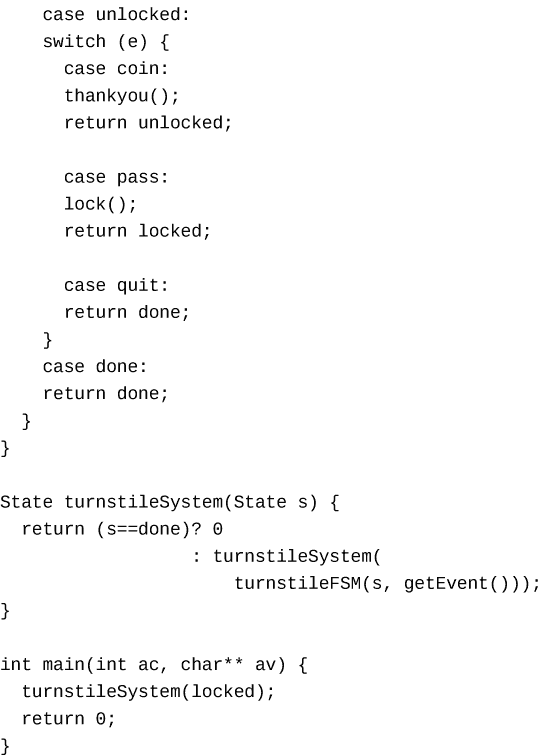 case unlocked:
    switch (e) {
      case coin:
      thankyou();
      return unlocked;

      case pass:
      lock();
      return locked;

      case quit:
      return done;
    }
    case done:
    return done;
  }
}

State turnstileSystem(State s) {
  return (s==done)? 0
                  : turnstileSystem(
                      turnstileFSM(s, getEvent()));
}

int main(int ac, char** av) {
  turnstileSystem(locked);
  return 0;
}